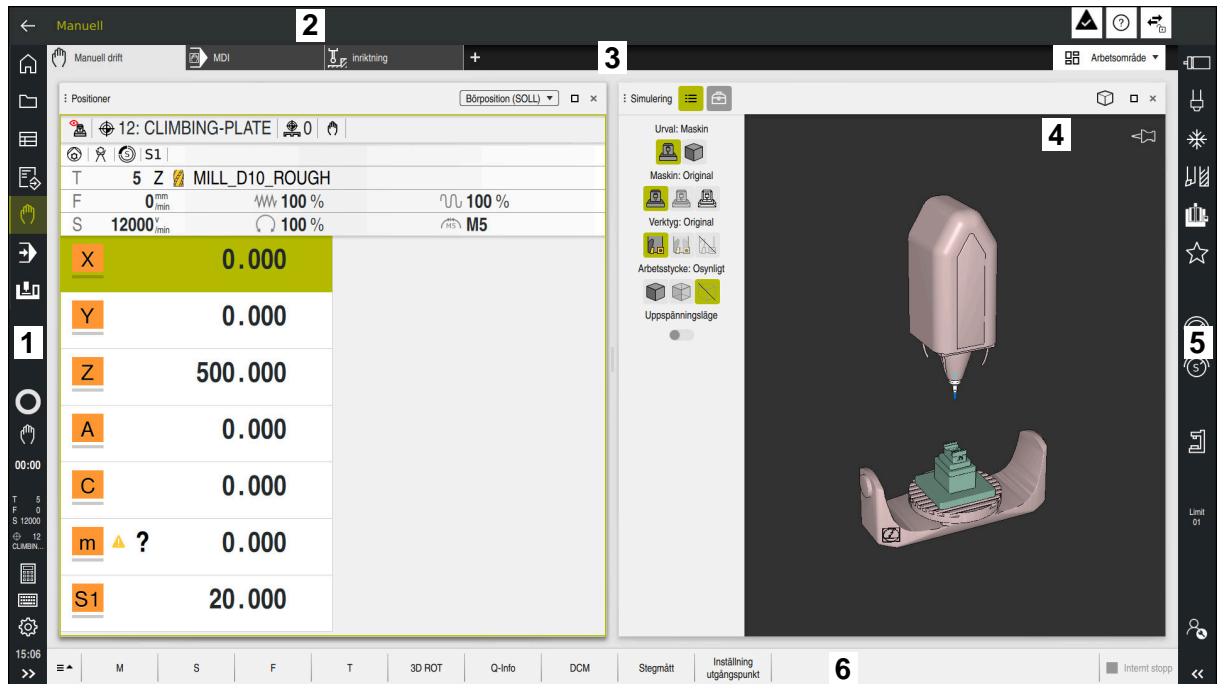 Manuell
2
Manuell drift
MDI
inriktning
+
3
Arbetsområde
Positioner
Börposition (SOLL)
Simulering
12: CLIMBING-PLATE
0
S1
T 5 Z MILL_D10_ROUGH
F 0 mm/min 100 % 100 %
S 12000 v/min 100 % M5
X 0.000
Y 0.000
Z 500.000
A 0.000
C 0.000
m ? 0.000
S1 20.000
Urval: Maskin
Maskin: Original
Verktyg: Original
Arbetsstycke: Osynligt
Uppspänningsläge
4
1
00:00
T 5
F 0
S 12000
12
CLIMBIN...
15:06
5
S
Limit
01
M
S
F
T
3D ROT
Q-Info
DCM
Stegmått
Inställning
utgångspunkt
6
Internt stopp